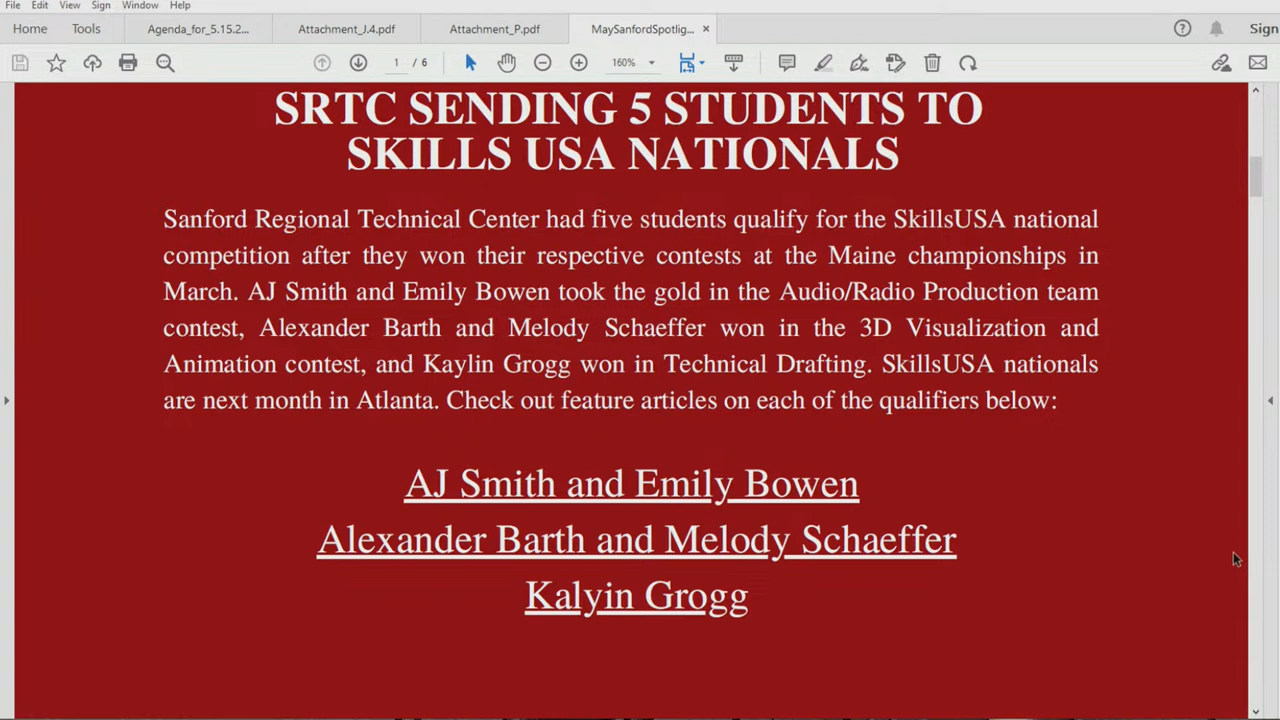 File Edit View Sign Window Help
Home Tools Agenda_for_5.15.2... Attachment_J.4.pdf Attachment_P.pdf MaySanfordSpotlig... × Sign
1 / 6 160%
SRTC SENDING 5 STUDENTS TO
SKILLS USA NATIONALS
Sanford Regional Technical Center had five students qualify for the SkillsUSA national
competition after they won their respective contests at the Maine championships in
March. AJ Smith and Emily Bowen took the gold in the Audio/Radio Production team
contest, Alexander Barth and Melody Schaeffer won in the 3D Visualization and
Animation contest, and Kaylin Grogg won in Technical Drafting. SkillsUSA nationals
are next month in Atlanta. Check out feature articles on each of the qualifiers below:
AJ Smith and Emily Bowen
Alexander Barth and Melody Schaeffer
Kalyin Grogg